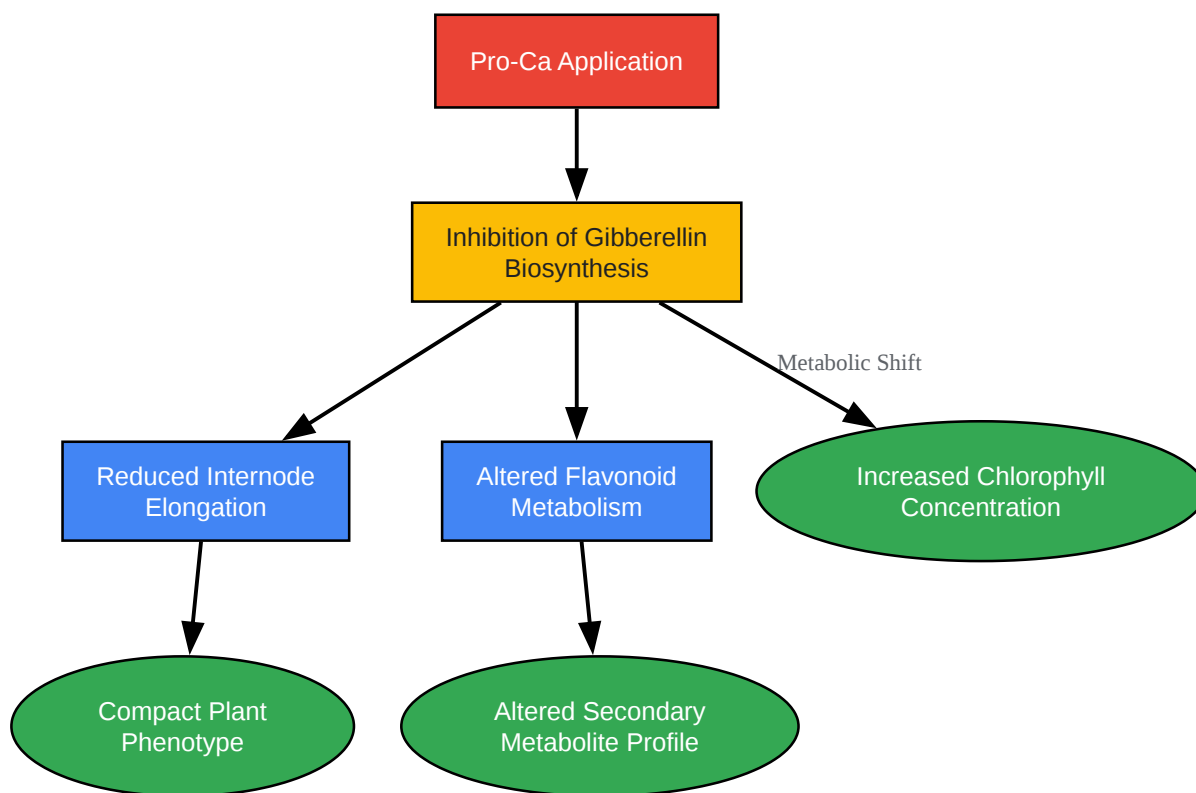 Pro-Ca Application
Inhibition of Gibberellin
Biosynthesis
Metabolic Shift
Reduced Internode
Elongation
Altered Flavonoid
Metabolism
Increased Chlorophyll
Concentration
Compact Plant
Phenotype
Altered Secondary
Metabolite Profile